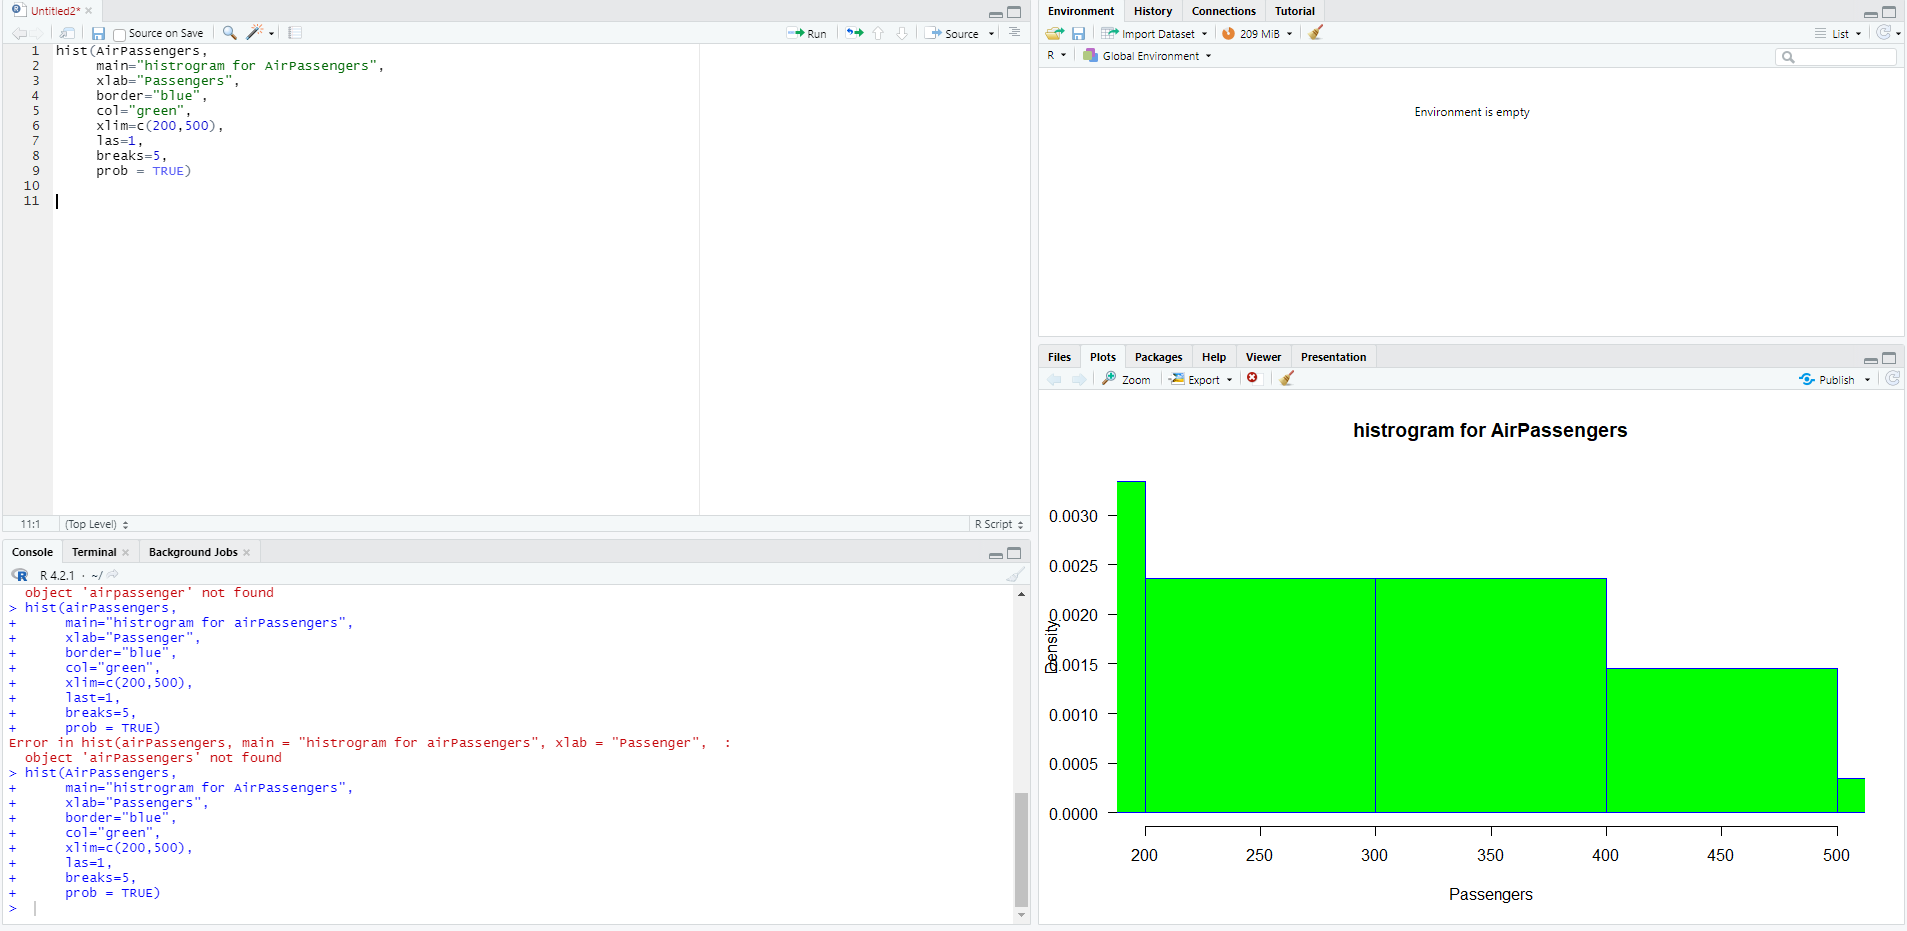 Untitled2*
Source on Save
Run
Source
1 hist(AirPassengers,
2      main="histrogram for AirPassengers",
3      xlab="Passengers",
4      border="blue",
5      col="green",
6      xlim=c(200,500),
7      las=1,
8      breaks=5,
9      prob = TRUE)
10
11
11:1 (Top Level) R Script
Console Terminal Background Jobs
R 4.2.1 · ~/
  object 'airpassenger' not found
> hist(airPassengers,
+      main="histrogram for airPassengers",
+      xlab="Passenger",
+      border="blue",
+      col="green",
+      xlim=c(200,500),
+      last=1,
+      breaks=5,
+      prob = TRUE)
Error in hist(airPassengers, main = "histrogram for airPassengers", xlab = "Passenger",  :
  object 'airPassengers' not found
> hist(AirPassengers,
+      main="histrogram for AirPassengers",
+      xlab="Passengers",
+      border="blue",
+      col="green",
+      xlim=c(200,500),
+      las=1,
+      breaks=5,
+      prob = TRUE)
>
Environment History Connections Tutorial
Import Dataset 209 MiB List
R Global Environment
Environment is empty
Files Plots Packages Help Viewer Presentation
Zoom Export Publish
histrogram for AirPassengers
Density
0.0030
0.0025
0.0020
0.0015
0.0010
0.0005
0.0000
200 250 300 350 400 450 500
Passengers